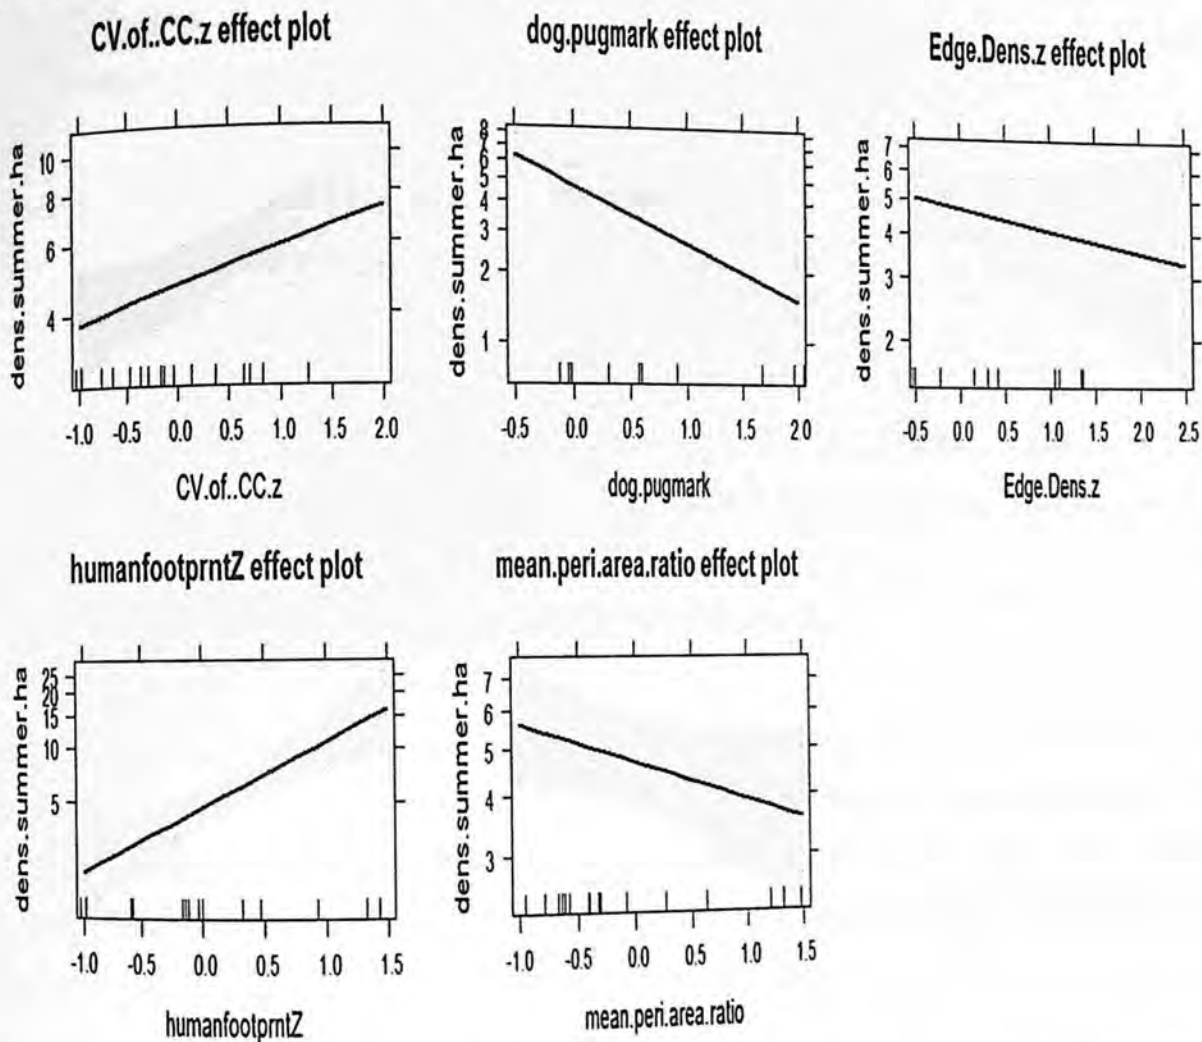 CV.of..CC.z effect plot
dens.summer.ha
10
8
6
4
-1.0 -0.5 0.0 0.5 1.0 1.5 2.0
CV.of..CC.z
dog.pugmark effect plot
dens.summer.ha
8
7
6
5
4
3
2
1
-0.5 0.0 0.5 1.0 1.5 2.0
dog.pugmark
Edge.Dens.z effect plot
dens.summer.ha
7
6
5
4
3
2
-0.5 0.0 0.5 1.0 1.5 2.0 2.5
Edge.Dens.z
humanfootprntZ effect plot
dens.summer.ha
25
20
15
10
5
-1.0 -0.5 0.0 0.5 1.0 1.5
humanfootprntZ
mean.peri.area.ratio effect plot
dens.summer.ha
7
6
5
4
3
-1.0 -0.5 0.0 0.5 1.0 1.5
mean.peri.area.ratio